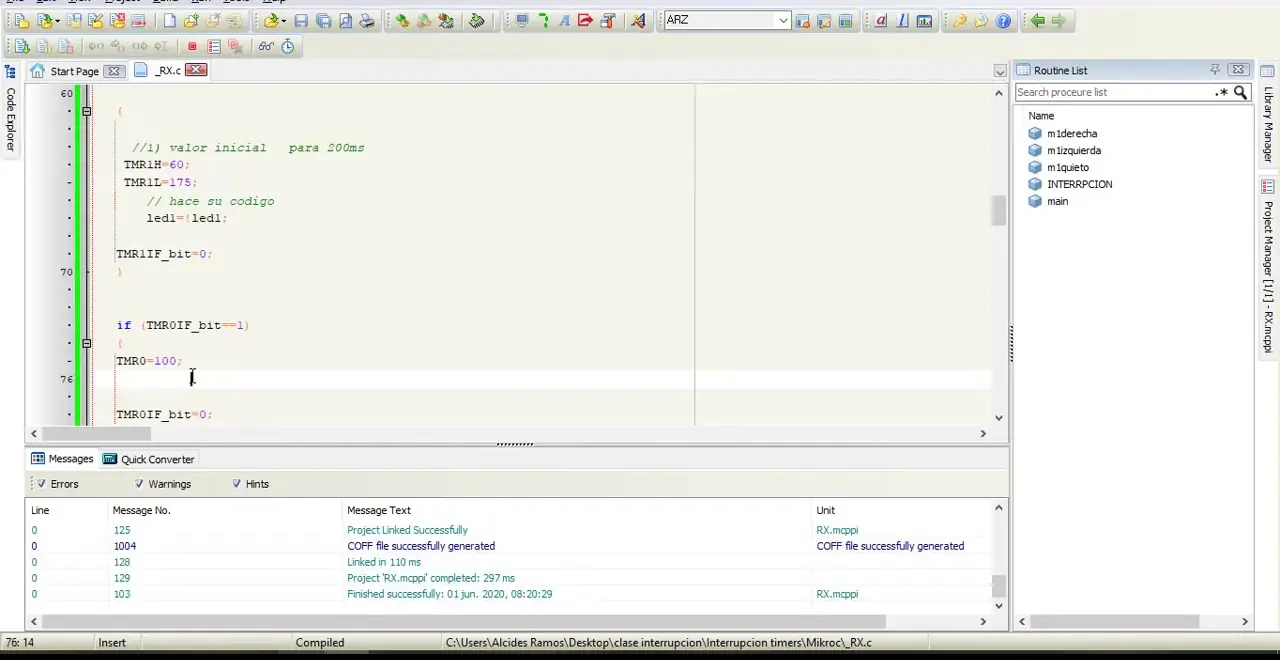 ARZ
Start Page
_RX.c
Routine List
Code Explorer
Library Manager
Project Manager [1/1] - RX.mcppi
Search proceure list
Name
m1derecha
m1izquierda
m1quieto
INTERRPCION
main
60
{
//1) valor inicial   para 200ms
TMR1H=60;
TMR1L=175;
// hace su codigo
led1=!led1;
TMR1IF_bit=0;
70 }
if (TMR0IF_bit==1)
{
TMR0=100;
76
TMR0IF_bit=0;
Messages Quick Converter
Errors Warnings Hints
Line Message No. Message Text Unit
0 125 Project Linked Successfully RX.mcppi
0 1004 COFF file successfully generated COFF file successfully generated
0 128 Linked in 110 ms
0 129 Project 'RX.mcppi' completed: 297 ms
0 103 Finished successfully: 01 jun. 2020, 08:20:29 RX.mcppi
76: 14 Insert Compiled C:\Users\Alcides Ramos\Desktop\clase interrupcion\Interrupcion timers\Mikroc\_RX.c